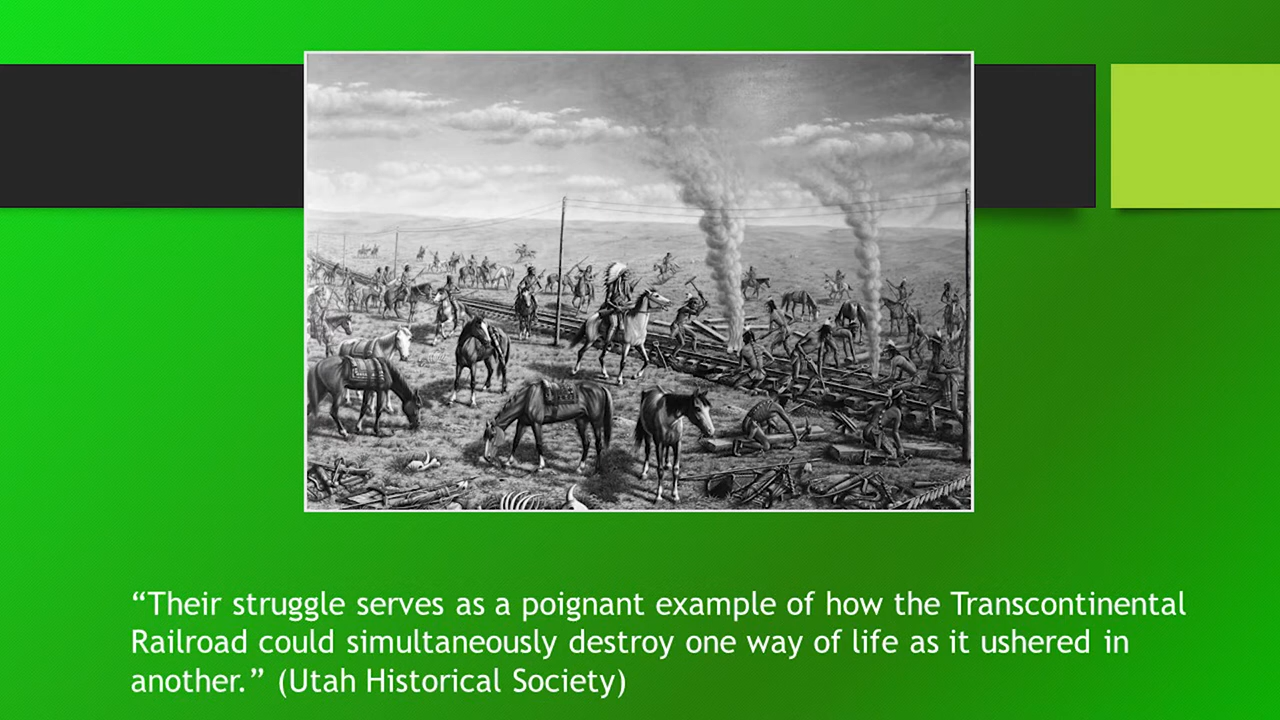 “Their struggle serves as a poignant example of how the Transcontinental
Railroad could simultaneously destroy one way of life as it ushered in
another.” (Utah Historical Society)